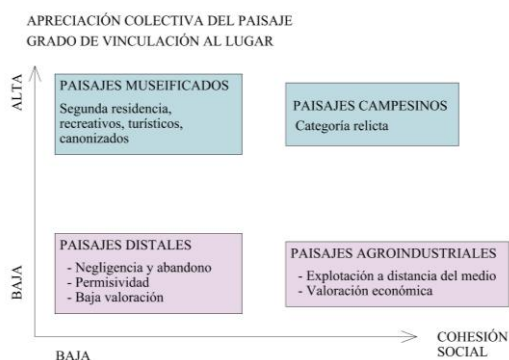 APRECIACIÓN COLECTIVA DEL PAISAJE
GRADO DE VINCULACIÓN AL LUGAR
ALTA
PAISAJES MUSEIFICADOS
Segunda residencia,
recreativos, turísticos,
canonizados
PAISAJES CAMPESINOS
Categoría relicta
BAJA
PAISAJES DISTALES
- Negligencia y abandono
- Permisividad
- Baja valoración
PAISAJES AGROINDUSTRIALES
- Explotación a distancia del medio
- Valoración económica
BAJA
COHESIÓN
SOCIAL